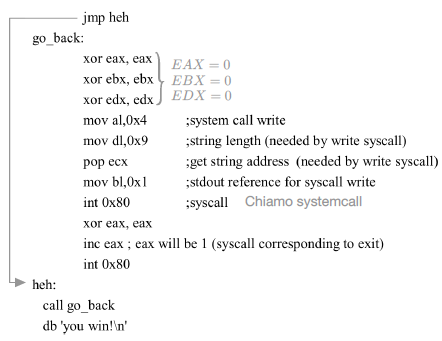 jmp heh
go_back:
xor eax, eax
xor ebx, ebx
xor edx, edx
EAX = 0
EBX = 0
EDX = 0
mov al,0x4 ;system call write
mov dl,0x9 ;string length (needed by write syscall)
pop ecx ;get string address (needed by write syscall)
mov bl,0x1 ;stdout reference for syscall write
int 0x80 ;syscall Chiamo systemcall
xor eax, eax
inc eax ; eax will be 1 (syscall corresponding to exit)
int 0x80
heh:
call go_back
db 'you win!\n'